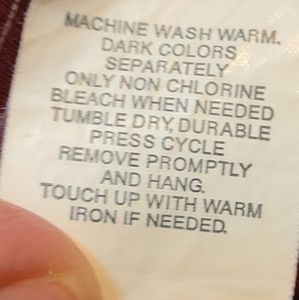 MACHINE WASH WARM.
DARK COLORS
SEPARATELY
ONLY NON CHLORINE
BLEACH WHEN NEEDED
TUMBLE DRY, DURABLE
PRESS CYCLE
REMOVE PROMPTLY
AND HANG.
TOUCH UP WITH WARM
IRON IF NEEDED.